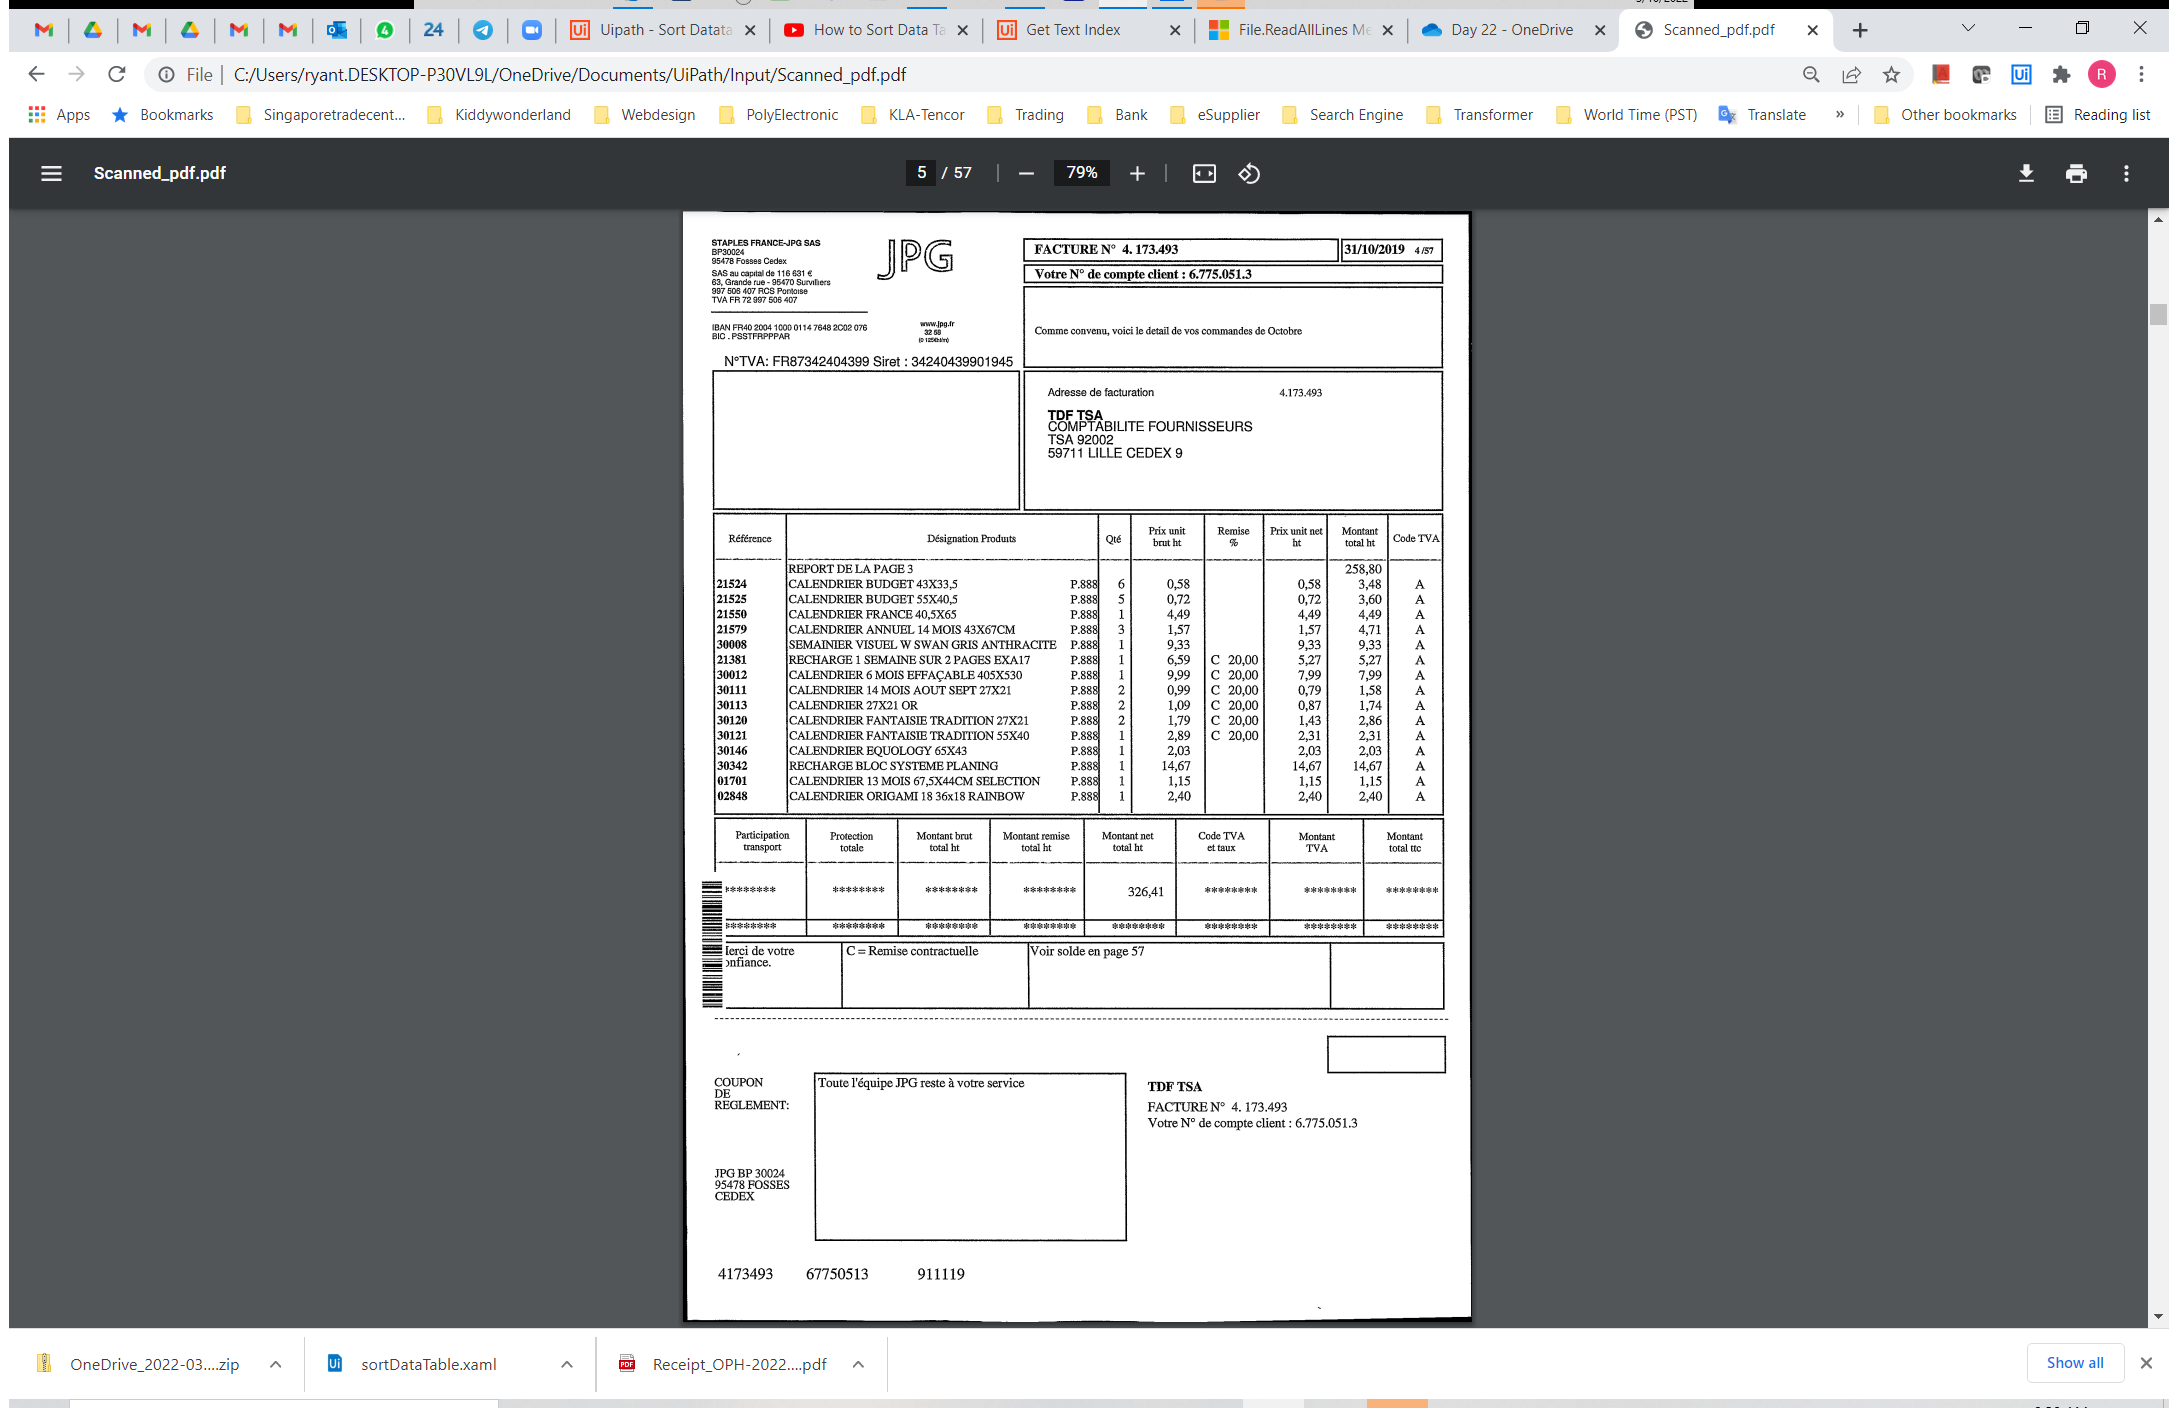 Uipath - Sort Datata
How to Sort Data Ta
Get Text Index
File.ReadAllLines Me
Day 22 - OneDrive
Scanned_pdf.pdf
File
C:/Users/ryant.DESKTOP-P30VL9L/OneDrive/Documents/UiPath/Input/Scanned_pdf.pdf
Apps Bookmarks Singaporetradecent... Kiddywonderland Webdesign PolyElectronic KLA-Tencor Trading Bank eSupplier Search Engine Transformer World Time (PST) Translate » Other bookmarks Reading list
Scanned_pdf.pdf 5 / 57 79%
STAPLES FRANCE-JPG SAS
BP30024
95478 Fosses Cedex
SAS au capital de 116 631 €
63, Grande rue - 95470 Survilliers
997 506 407 RCS Pontoise
TVA FR 72 997 506 407
JPG
FACTURE N° 4. 173.493 31/10/2019 4 /57
Votre N° de compte client : 6.775.051.3
IBAN FR40 2004 1000 0114 7648 2C02 076
BIC . PSSTFRPPPAR
www.jpg.fr
32 58
Comme convenu, voici le detail de vos commandes de Octobre
N°TVA: FR87342404399 Siret : 34240439901945
Adresse de facturation 4.173.493
TDF TSA
COMPTABILITE FOURNISSEURS
TSA 92002
59711 LILLE CEDEX 9
Référence Désignation Produts Qté Prix unit brut ht Remise % Prix unit net ht Montant total ht Code TVA
REPORT DE LA PAGE 3 258,80
21524 CALENDRIER BUDGET 43X33,5 P.888 6 0,58 0,58 3,48 A
21525 CALENDRIER BUDGET 55X40,5 P.888 5 0,72 0,72 3,60 A
21550 CALENDRIER FRANCE 40,5X65 P.888 1 4,49 4,49 4,49 A
21579 CALENDRIER ANNUEL 14 MOIS 43X67CM P.888 3 1,57 1,57 4,71 A
30008 SEMAINIER VISUEL W SWAN GRIS ANTHRACITE P.888 1 9,33 9,33 9,33 A
21381 RECHARGE 1 SEMAINE SUR 2 PAGES EXA17 P.888 1 6,59 C 20,00 5,27 5,27 A
30012 CALENDRIER 6 MOIS EFFAÇABLE 405X530 P.888 1 9,99 C 20,00 7,99 7,99 A
30111 CALENDRIER 14 MOIS AOUT SEPT 27X21 P.888 2 0,99 C 20,00 0,79 1,58 A
30113 CALENDRIER 27X21 OR P.888 2 1,09 C 20,00 0,87 1,74 A
30120 CALENDRIER FANTAISIE TRADITION 27X21 P.888 2 1,79 C 20,00 1,43 2,86 A
30121 CALENDRIER FANTAISIE TRADITION 55X40 P.888 1 2,89 C 20,00 2,31 2,31 A
30146 CALENDRIER EQUOLOGY 65X43 P.888 1 2,03 2,03 2,03 A
30342 RECHARGE BLOC SYSTEME PLANING P.888 1 14,67 14,67 14,67 A
01701 CALENDRIER 13 MOIS 67,5X44CM SELECTION P.888 1 1,15 1,15 1,15 A
02848 CALENDRIER ORIGAMI 18 36x18 RAINBOW P.888 1 2,40 2,40 2,40 A
Participation transport Protection totale Montant brut total ht Montant remise total ht Montant net total ht Code TVA et taux Montant TVA Montant total ttc
******** ******** ******** ******** 326,41 ******** ******** ********
******** ******** ******** ******** ******** ******** ******** ********
lerci de votre
onfiance.
C = Remise contractuelle
Voir solde en page 57
COUPON
DE
REGLEMENT:
Toute l'équipe JPG reste à votre service
TDF TSA
FACTURE N° 4. 173.493
Votre N° de compte client : 6.775.051.3
JPG BP 30024
95478 FOSSES
CEDEX
4173493 67750513 911119
OneDrive_2022-03....zip sortDataTable.xaml Receipt_OPH-2022....pdf Show all